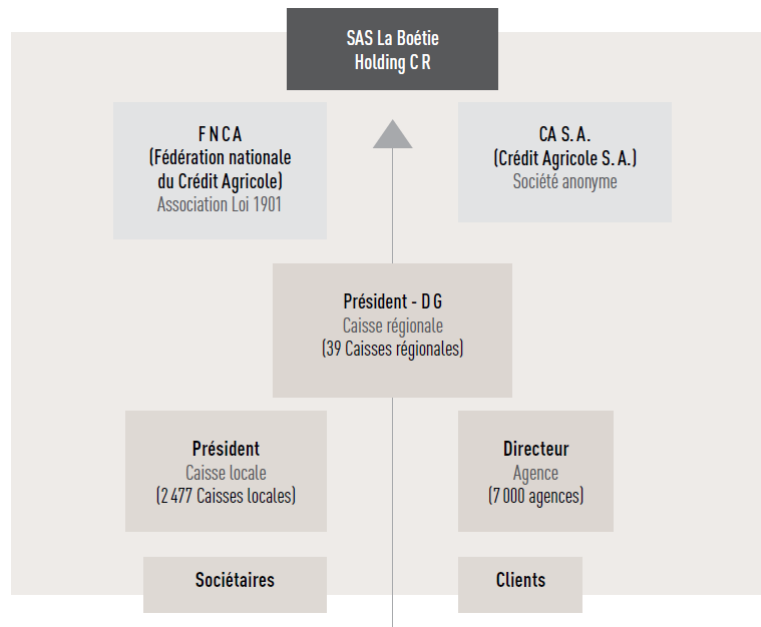 SAS La Boétie
Holding C R
F N C A
(Fédération nationale
du Crédit Agricole)
Association Loi 1901
CA S. A.
(Crédit Agricole S. A.)
Société anonyme
Président - D G
Caisse régionale
(39 Caisses régionales)
Président
Caisse locale
(2 477 Caisses locales)
Directeur
Agence
(7 000 agences)
Sociétaires
Clients